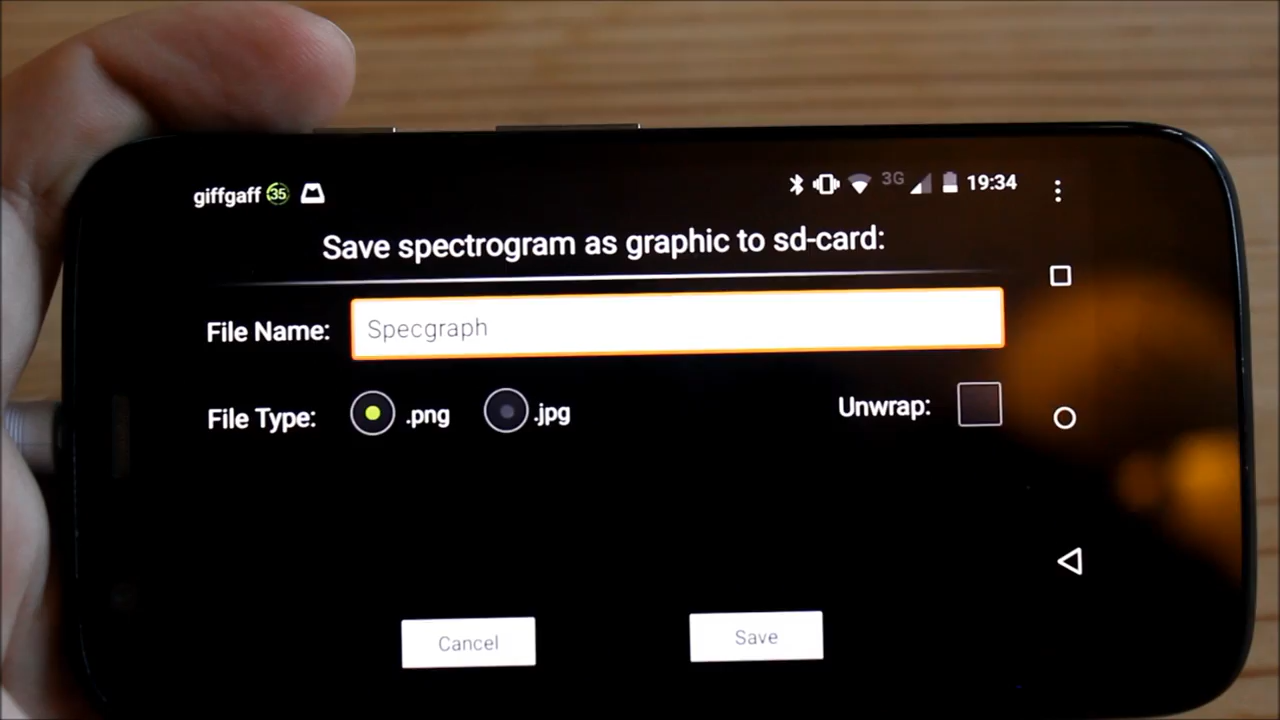 giffgaff 35 3G 19:34
Save spectrogram as graphic to sd-card:
File Name: Specgraph
File Type: .png .jpg Unwrap:
Cancel Save